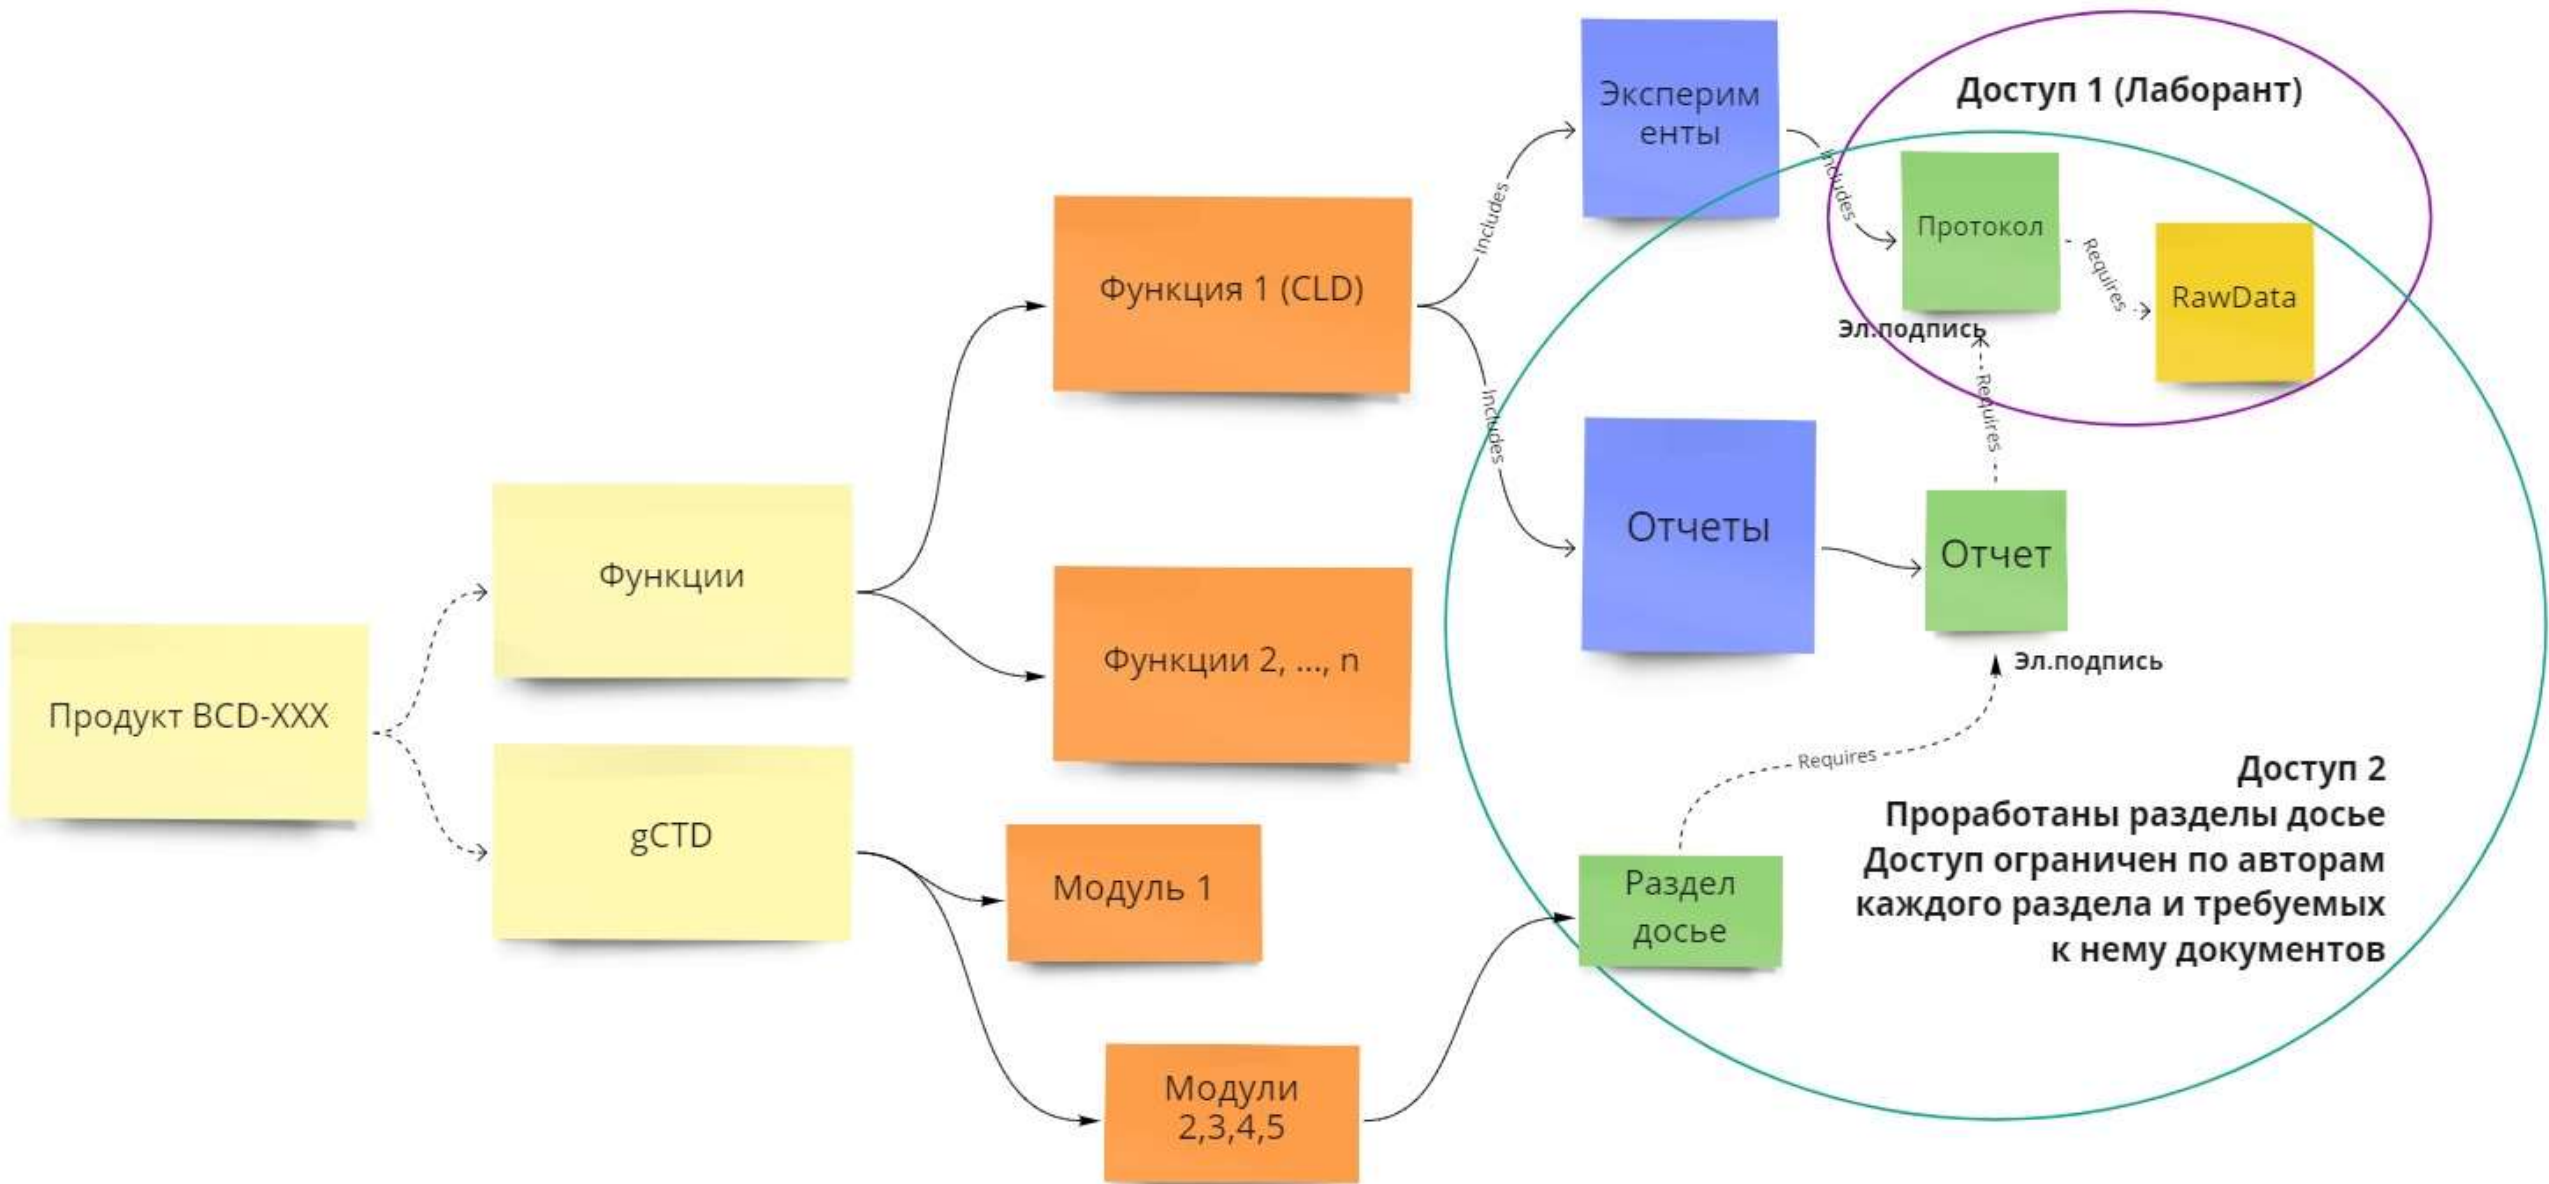 Эксперим
енты
Доступ 1 (Лаборант)
Includes
Протокол
Requires
RawData
Эл.подпись
Includes
Функция 1 (CLD)
Includes
Requires
Отчеты
Отчет
Эл.подпись
Функции
Функции 2, ..., n
Продукт BCD-XXX
gCTD
Модуль 1
Модули
2,3,4,5
Requires
Раздел
досье
Доступ 2
Проработаны разделы досье
Доступ ограничен по авторам
каждого раздела и требуемых
к нему документов